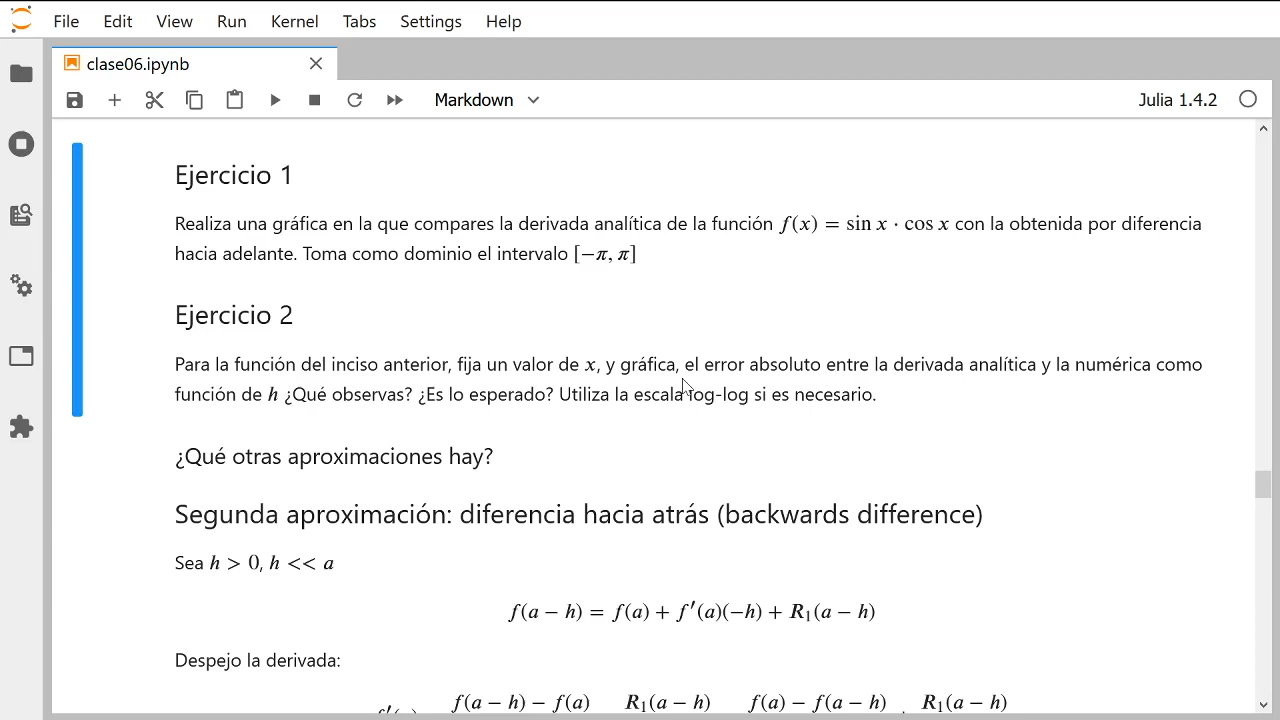 File Edit View Run Kernel Tabs Settings Help
clase06.ipynb
Markdown
Julia 1.4.2
Ejercicio 1
Realiza una gráfica en la que compares la derivada analítica de la función f(x) = sin x · cos x con la obtenida por diferencia
hacia adelante. Toma como dominio el intervalo [−π, π]
Ejercicio 2
Para la función del inciso anterior, fija un valor de x, y gráfica, el error absoluto entre la derivada analítica y la numérica como
función de h ¿Qué observas? ¿Es lo esperado? Utiliza la escala log-log si es necesario.
¿Qué otras aproximaciones hay?
Segunda aproximación: diferencia hacia atrás (backwards difference)
Sea h > 0, h << a
f(a − h) = f(a) + f′(a)(−h) + R₁(a − h)
Despejo la derivada:
f(a − h) − f(a) R₁(a − h) f(a) − f(a − h) R₁(a − h)